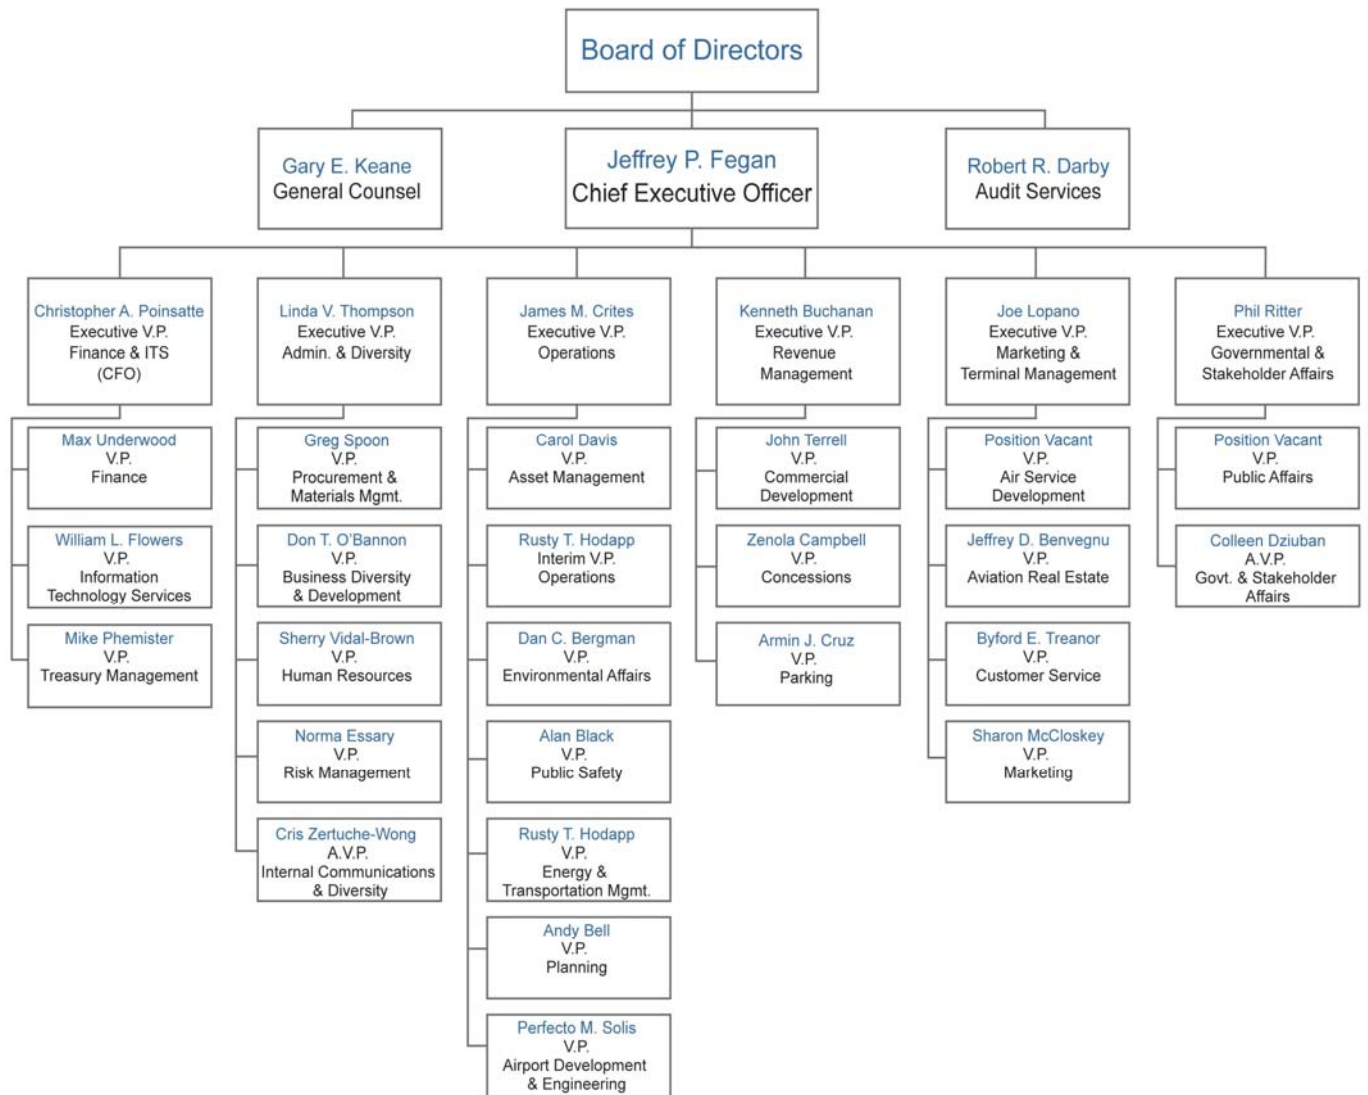 Board of Directors
Gary E. Keane
General Counsel
Jeffrey P. Fegan
Chief Executive Officer
Robert R. Darby
Audit Services
Christopher A. Poinsatte
Executive V.P.
Finance & ITS
(CFO)
Linda V. Thompson
Executive V.P.
Admin. & Diversity
James M. Crites
Executive V.P.
Operations
Kenneth Buchanan
Executive V.P.
Revenue
Management
Joe Lopano
Executive V.P.
Marketing &
Terminal Management
Phil Ritter
Executive V.P.
Governmental &
Stakeholder Affairs
Max Underwood
V.P.
Finance
William L. Flowers
V.P.
Information
Technology Services
Mike Phemister
V.P.
Treasury Management
Greg Spoon
V.P.
Procurement &
Materials Mgmt.
Don T. O'Bannon
V.P.
Business Diversity
& Development
Sherry Vidal-Brown
V.P.
Human Resources
Norma Essary
V.P.
Risk Management
Cris Zertuche-Wong
A.V.P.
Internal Communications
& Diversity
Carol Davis
V.P.
Asset Management
Rusty T. Hodapp
Interim V.P.
Operations
Dan C. Bergman
V.P.
Environmental Affairs
Alan Black
V.P.
Public Safety
Rusty T. Hodapp
V.P.
Energy &
Transportation Mgmt.
Andy Bell
V.P.
Planning
Perfecto M. Solis
V.P.
Airport Development
& Engineering
John Terrell
V.P.
Commercial
Development
Zenola Campbell
V.P.
Concessions
Armin J. Cruz
V.P.
Parking
Position Vacant
V.P.
Air Service
Development
Jeffrey D. Benvegnu
V.P.
Aviation Real Estate
Byford E. Treanor
V.P.
Customer Service
Sharon McCloskey
V.P.
Marketing
Position Vacant
V.P.
Public Affairs
Colleen Dziuban
A.V.P.
Govt. & Stakeholder
Affairs